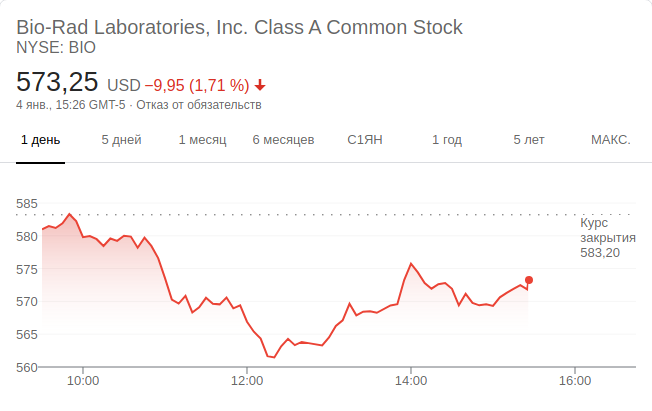 Bio-Rad Laboratories, Inc. Class A Common Stock
NYSE: BIO
573,25 USD −9,95 (1,71 %)
4 янв., 15:26 GMT-5 · Отказ от обязательств
1 день 5 дней 1 месяц 6 месяцев С1ЯН 1 год 5 лет МАКС.
585
580
575
570
565
560
Курс
закрытия
583,20
10:00 12:00 14:00 16:00